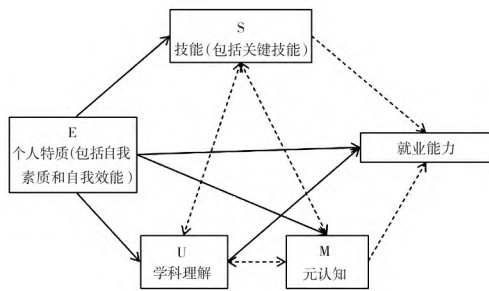 S
技能(包括关键技能)
E
个人特质(包括自我
素质和自我效能)
就业能力
U
学科理解
M
元认知